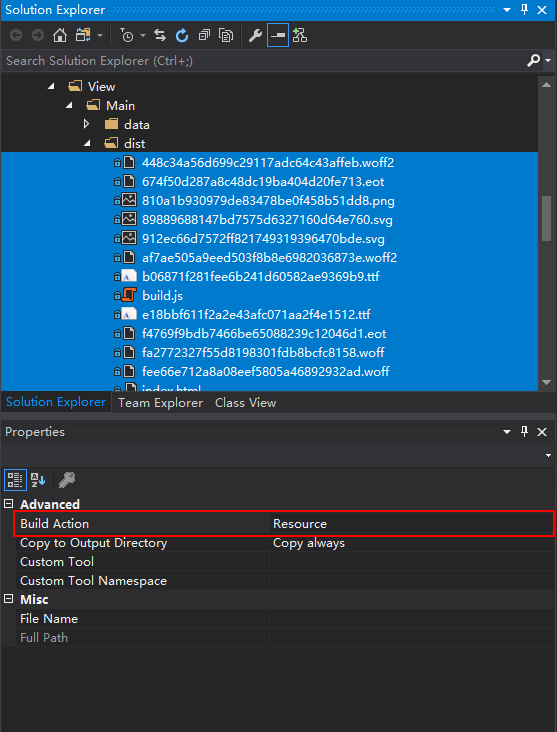 Solution Explorer
Search Solution Explorer (Ctrl+;)
View
Main
data
dist
448c34a56d699c29117adc64c43affeb.woff2
674f50d287a8c48dc19ba404d20fe713.eot
810a1b930979de83478be0f458b51dd8.png
89889688147bd7575d6327160d64e760.svg
912ec66d7572ff821749319396470bde.svg
af7ae505a9eed503f8b8e6982036873e.woff2
b06871f281fee6b241d60582ae9369b9.ttf
build.js
e18bbf611f2a2e43afc071aa2f4e1512.ttf
f4769f9bdb7466be65088239c12046d1.eot
fa2772327f55d8198301fdb8bcfc8158.woff
fee66e712a8a08eef5805a46892932ad.woff
index.html
Solution Explorer Team Explorer Class View
Properties
Advanced
Build Action Resource
Copy to Output Directory Copy always
Custom Tool
Custom Tool Namespace
Misc
File Name
Full Path